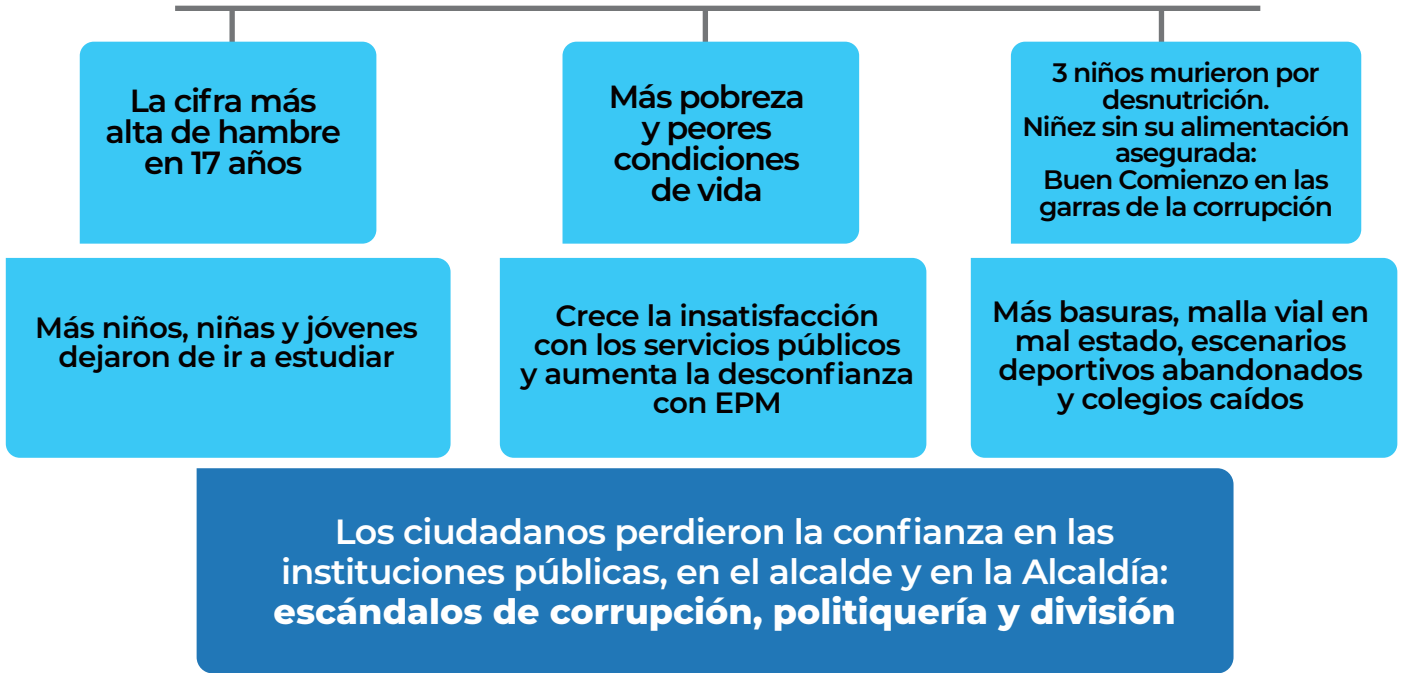 La cifra más
alta de hambre
en 17 años
Más pobreza
y peores
condiciones
de vida
3 niños murieron por
desnutrición.
Niñez sin su alimentación
asegurada:
Buen Comienzo en las
garras de la corrupción
Más niños, niñas y jóvenes
dejaron de ir a estudiar
Crece la insatisfacción
con los servicios públicos
y aumenta la desconfianza
con EPM
Más basuras, malla vial en
mal estado, escenarios
deportivos abandonados
y colegios caídos
Los ciudadanos perdieron la confianza en las
instituciones públicas, en el alcalde y en la Alcaldía:
escándalos de corrupción, politiquería y división